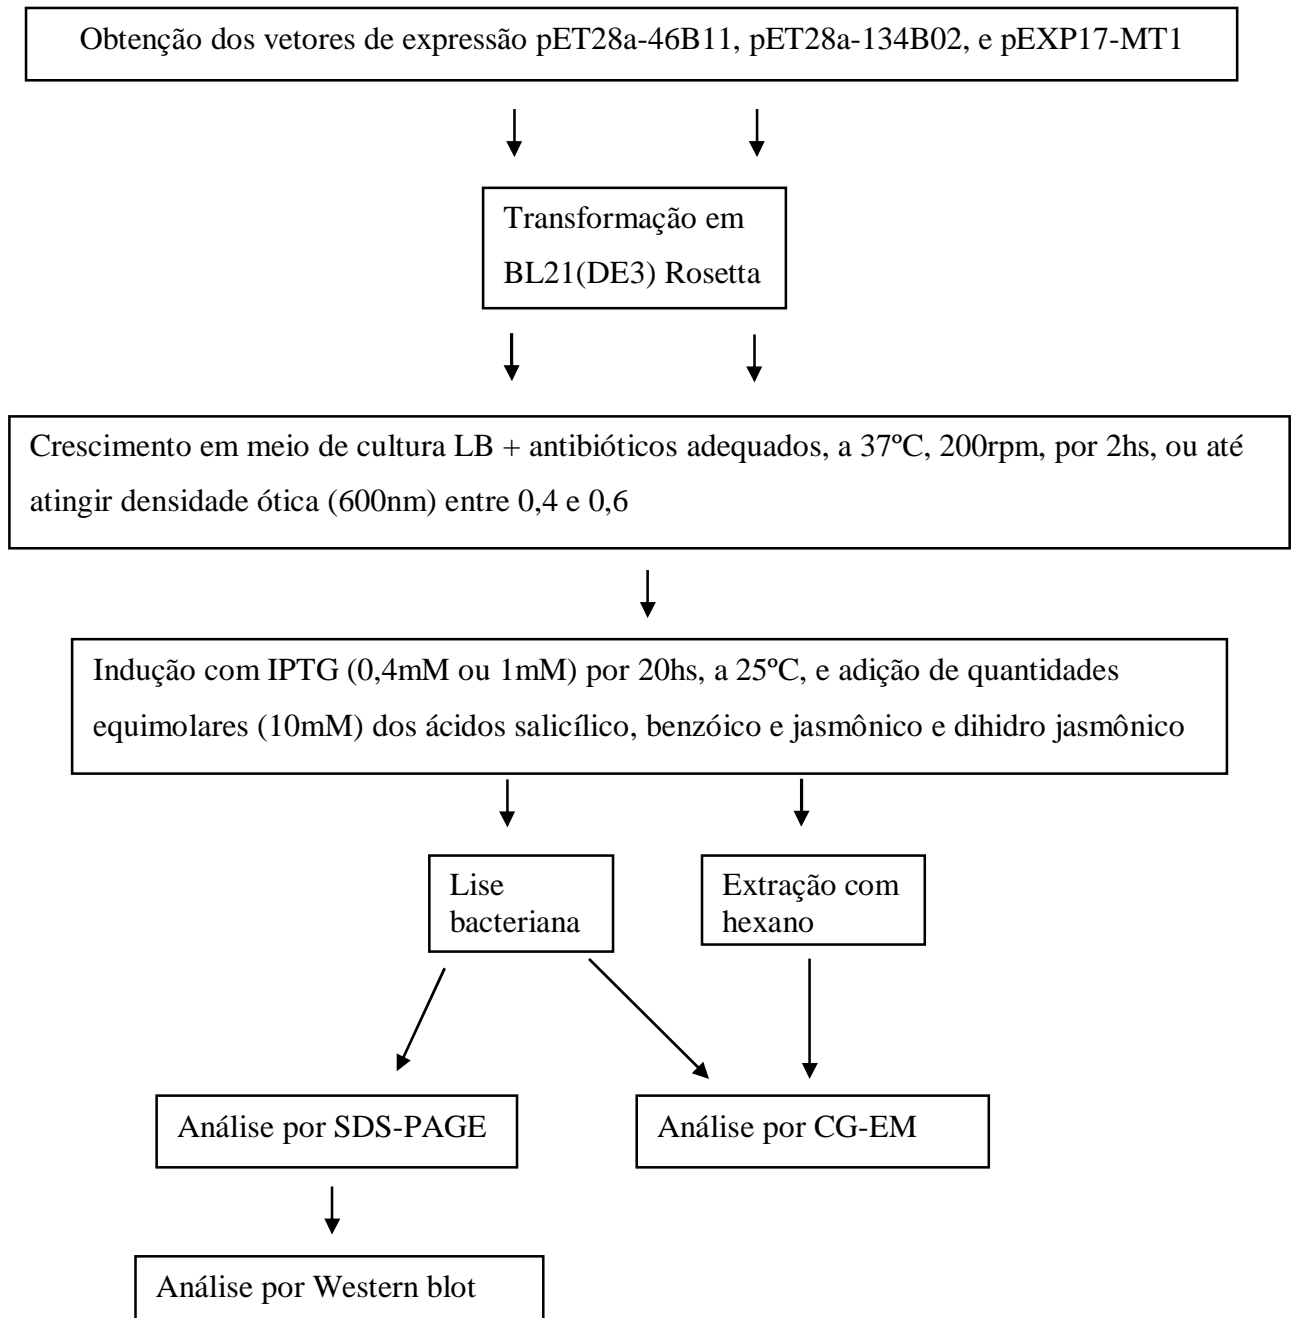 Obtenção dos vetores de expressão pET28a-46B11, pET28a-134B02, e pEXP17-MT1
Transformação em
BL21(DE3) Rosetta
Crescimento em meio de cultura LB + antibióticos adequados, a 37ºC, 200rpm, por 2hs, ou até
atingir densidade ótica (600nm) entre 0,4 e 0,6
Indução com IPTG (0,4mM ou 1mM) por 20hs, a 25ºC, e adição de quantidades
equimolares (10mM) dos ácidos salicílico, benzóico e jasmônico e dihidro jasmônico
Lise
bacteriana
Extração com
hexano
Análise por SDS-PAGE
Análise por CG-EM
Análise por Western blot